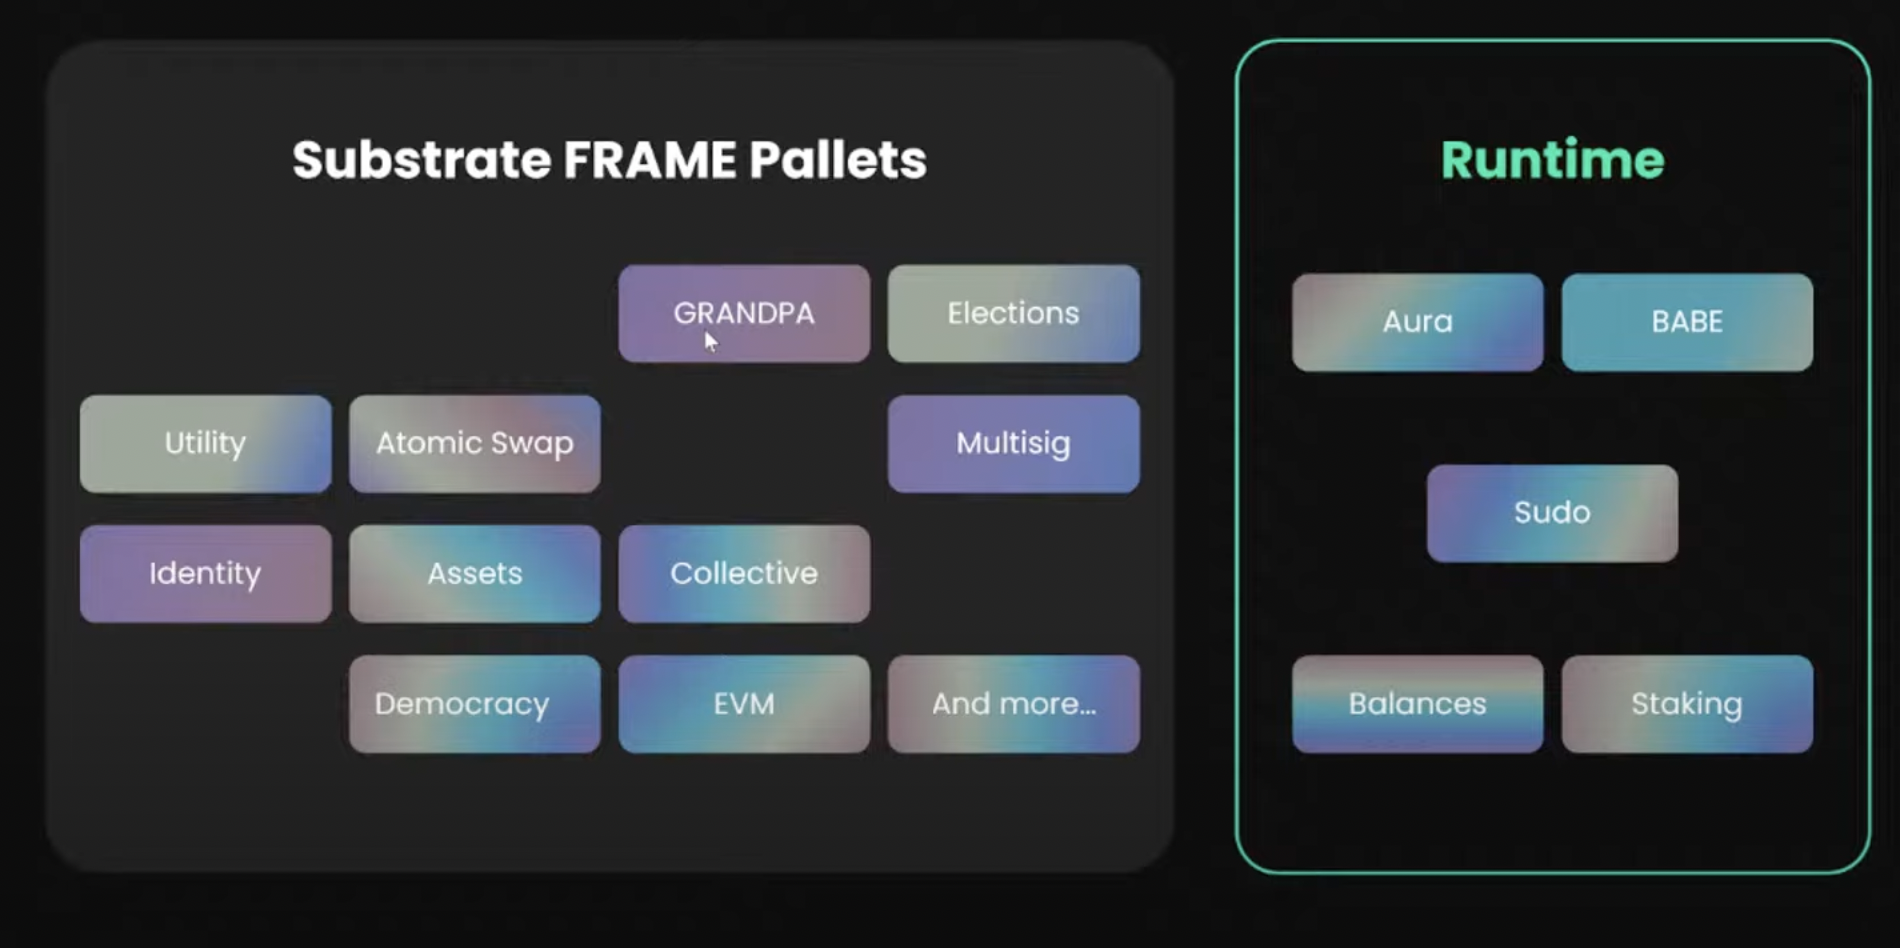 Substrate FRAME Pallets
GRANDPA
Elections
Utility
Atomic Swap
Multisig
Identity
Assets
Collective
Democracy
EVM
And more...
Runtime
Aura
BABE
Sudo
Balances
Staking